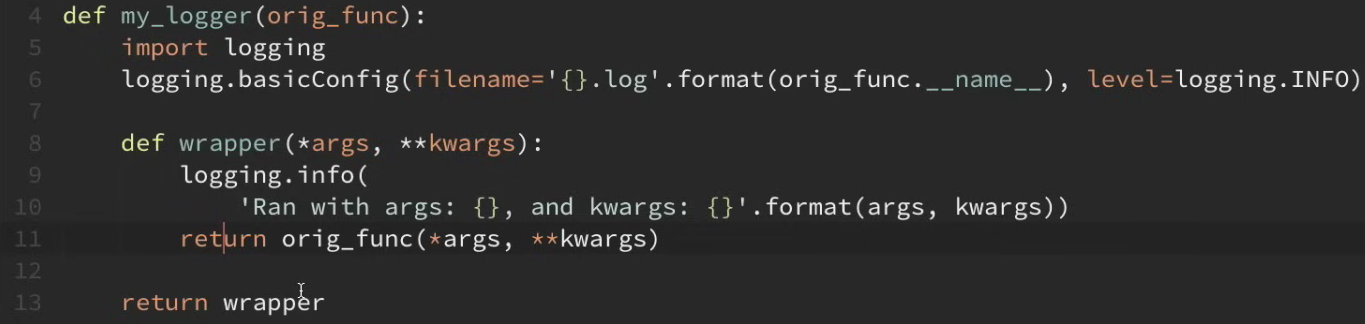 4 def my_logger(orig_func):
5     import logging
6     logging.basicConfig(filename='{}.log'.format(orig_func.__name__), level=logging.INFO)
7
8     def wrapper(*args, **kwargs):
9         logging.info(
10             'Ran with args: {}, and kwargs: {}'.format(args, kwargs))
11         return orig_func(*args, **kwargs)
12
13     return wrapper